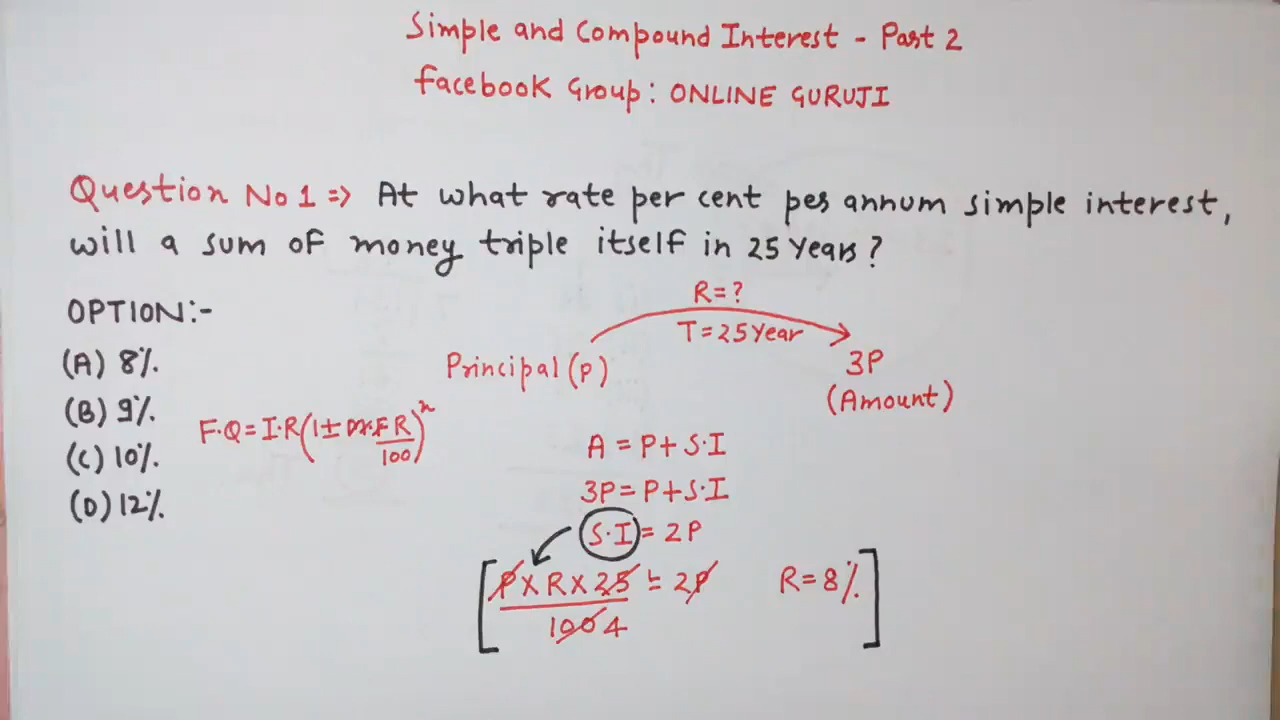 Simple and Compound Interest - Part 2
Facebook Group: ONLINE GURUJI
Question No 1 => At what rate per cent per annum simple interest,
will a sum of money triple itself in 25 Years?
OPTION:-
(A) 8%
(B) 9%
(C) 10%
(D) 12%
R=?
T=25 Year
Principal (P)
3P
(Amount)
F.Q=I.R(1± F R/100)^n
A = P+S.I
3P=P+S.I
S.I = 2P
P X R X 25 = 2P
100 4
R=8%